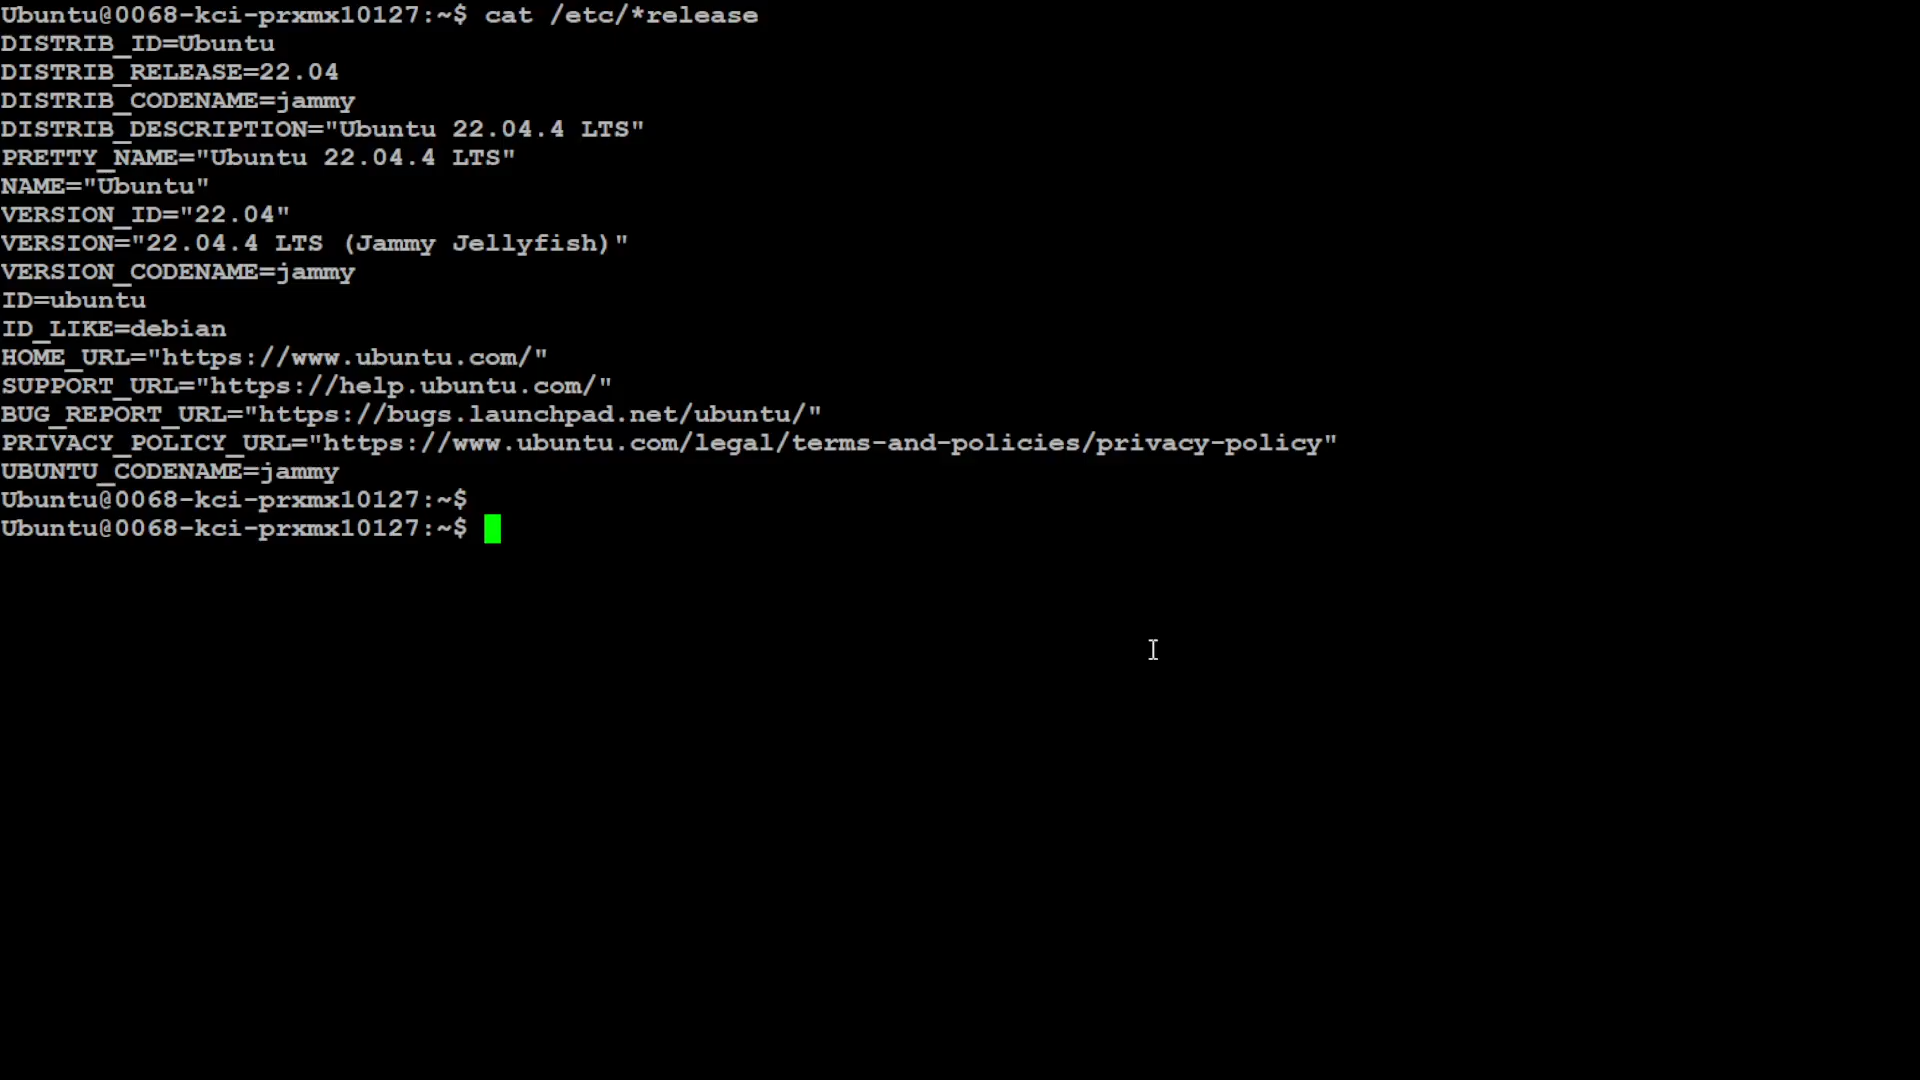 Ubuntu@0068-kci-prxmx10127:~$ cat /etc/*release
DISTRIB_ID=Ubuntu
DISTRIB_RELEASE=22.04
DISTRIB_CODENAME=jammy
DISTRIB_DESCRIPTION="Ubuntu 22.04.4 LTS"
PRETTY_NAME="Ubuntu 22.04.4 LTS"
NAME="Ubuntu"
VERSION_ID="22.04"
VERSION="22.04.4 LTS (Jammy Jellyfish)"
VERSION_CODENAME=jammy
ID=ubuntu
ID_LIKE=debian
HOME_URL="https://www.ubuntu.com/"
SUPPORT_URL="https://help.ubuntu.com/"
BUG_REPORT_URL="https://bugs.launchpad.net/ubuntu/"
PRIVACY_POLICY_URL="https://www.ubuntu.com/legal/terms-and-policies/privacy-policy"
UBUNTU_CODENAME=jammy
Ubuntu@0068-kci-prxmx10127:~$
Ubuntu@0068-kci-prxmx10127:~$